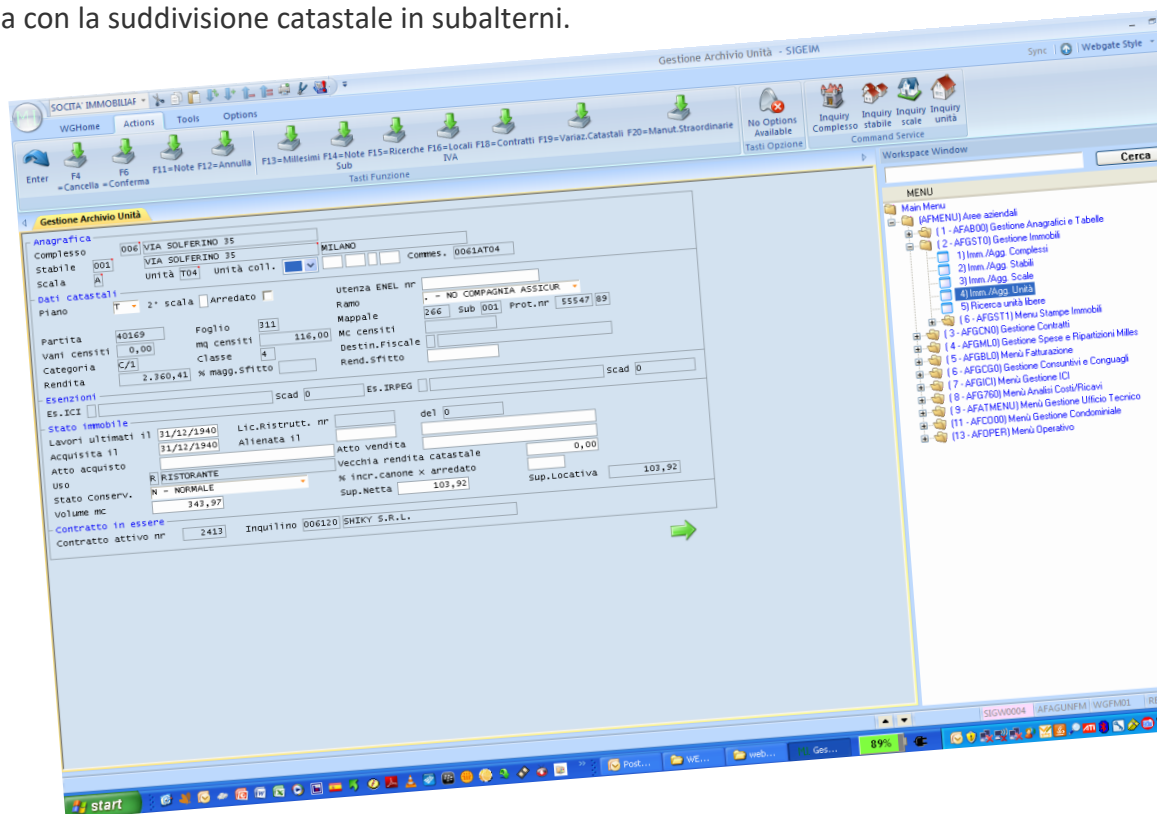 a con la suddivisione catastale in subalterni.
Gestione Archivio Unità - SIGEIM
SOCITA' IMMOBILIAF
Sync
Webgate Style
WGHome Actions Tools Options
Enter
F4 =Cancella
F6 =Conferma
F11=Note
F12=Annulla
F13=Millesimi
F14=Note Sub
F15=Ricerche
F16=Locali IVA
F18=Contratti
F19=Variaz.Catastali
F20=Manut.Straordinarie
Tasti Funzione
No Options Available
Tasti Opzione
Inquiry Complesso
Inquiry stabile
Inquiry scale
Inquiry unità
Command Service
Gestione Archivio Unità
Anagrafica
Complesso 006 VIA SOLFERINO 35 MILANO
Stabile 001 VIA SOLFERINO 35
Scala A Unità T04 Unità coll. Commes. 0061AT04
Dati catastali
Piano T 2° scala Arredato Utenza ENEL nr
Ramo . - NO COMPAGNIA ASSICUR
Partita 40169 Foglio 311 Mappale 266 Sub 001 Prot.nr 55547 89
Vani censiti 0,00 mq censiti 116,00 Mc censiti
Categoria C/1 Classe 4 Destin.Fiscale
Rendita 2.360,41 % magg.sfitto Rend.Sfitto
Esenzioni
Es.ICI Scad 0 Es.IRPEG Scad 0
Stato immobile
Lavori ultimati il 31/12/1940 Lic.Ristrutt. nr del 0
Acquisita il 31/12/1940 Alienata il
Atto acquisto Atto vendita
Uso R RISTORANTE Vecchia rendita catastale 0,00
Stato Conserv. N - NORMALE % incr.canone x arredato
Volume mc 343,97 Sup.Netta 103,92 Sup.Locativa 103,92
Contratto in essere
Contratto attivo nr 2413 Inquilino 006120 SHIKY S.R.L.
Workspace Window
Cerca
MENU
Main Menu
(AFMENU) Aree aziendali
( 1 - AFAB00) Gestione Anagrafici e Tabelle
( 2 - AFGST0) Gestione Immobili
1) Imm./Agg. Complessi
2) Imm./Agg. Stabili
3) Imm./Agg. Scale
4) Imm./Agg. Unità
5) Ricerca unità libere
( 6 - AFGST1) Menu Stampe Immobili
( 3 - AFGCN0) Gestione Contratti
( 4 - AFGML0) Gestione Spese e Ripartizioni Milles
( 5 - AFGBL0) Menù Fatturazione
( 6 - AFGCG0) Gestione Consuntivi e Conguagli
( 7 - AFGICI) Menù Gestione ICI
( 8 - AFG760) Menù Analisi Costi/Ricavi
( 9 - AFATMENU) Menù Gestione Ufficio Tecnico
(11 - AFCO00) Menù Gestione Condominiale
(13 - AFOPER) Menù Operativo
SIGW0004 AFAGUNFM WGFM01
start
Post...
WE...
web...
Ges...
89%